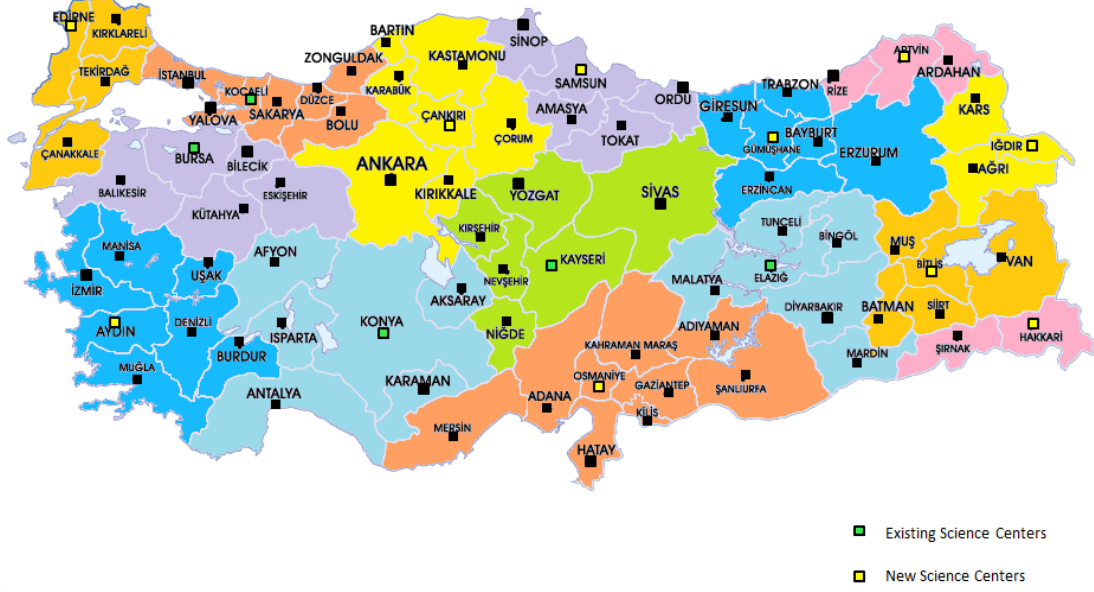 EDİRNE
KIRKLARELİ
TEKİRDAĞ
İSTANBUL
ZONGULDAK
BARTIN
KASTAMONU
SİNOP
KARABÜK
SAMSUN
KOCAELİ
DÜZCE
YALOVA
SAKARYA
BOLU
ÇANKIRI
ÇORUM
AMASYA
TOKAT
ORDU
GİRESUN
TRABZON
RİZE
ARTVİN
ARDAHAN
KARS
IĞDIR
AĞRI
GÜMÜŞHANE
BAYBURT
ERZURUM
ERZİNCAN
ÇANAKKALE
BURSA
BİLECİK
BALIKESİR
ESKİŞEHİR
KÜTAHYA
ANKARA
KIRIKKALE
YOZGAT
SİVAS
KIRŞEHİR
TUNCELİ
BİNGÖL
MUŞ
BİTLİS
VAN
MANİSA
UŞAK
AFYON
İZMİR
AKSARAY
NEVŞEHİR
KAYSERİ
MALATYA
ELAZIĞ
DİYARBAKIR
BATMAN
SİİRT
AYDIN
DENİZLİ
ISPARTA
KONYA
NİĞDE
BURDUR
MUĞLA
ANTALYA
KARAMAN
KAHRAMAN MARAŞ
ADIYAMAN
MARDİN
ŞIRNAK
HAKKARİ
MERSİN
ADANA
OSMANİYE
GAZİANTEP
ŞANLIURFA
KİLİS
HATAY
Existing Science Centers
New Science Centers